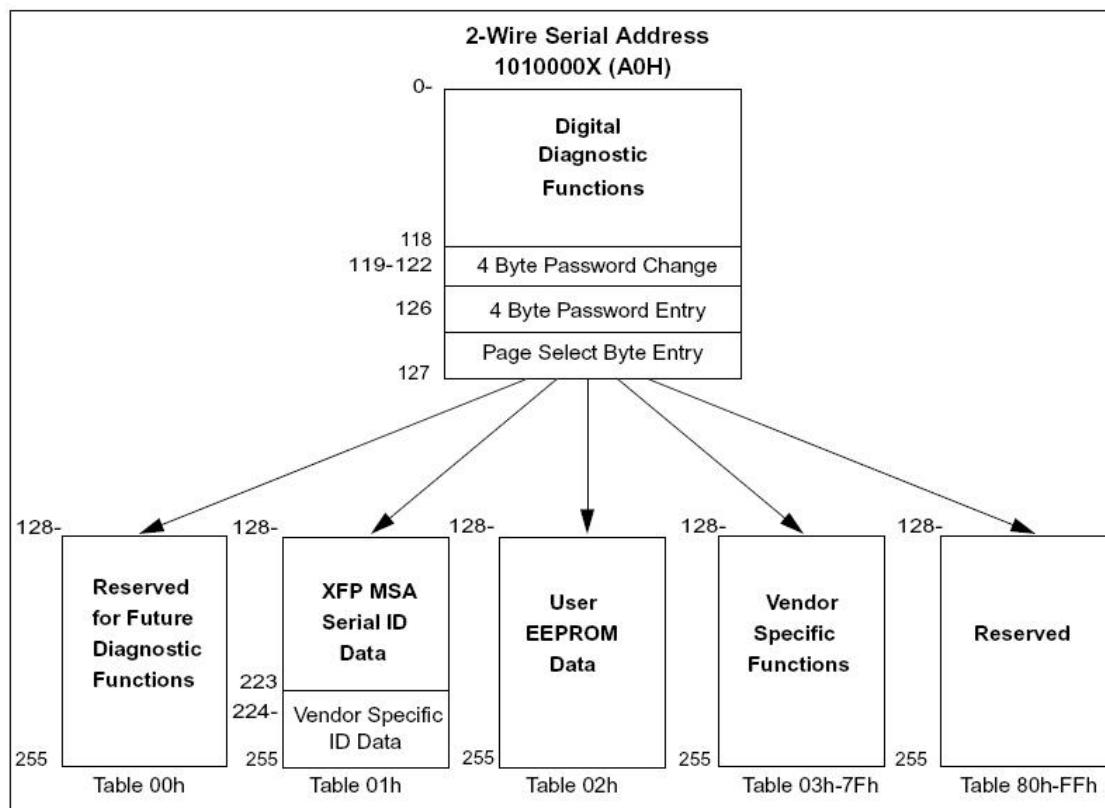 2-Wire Serial Address
1010000X (A0H)
0-
Digital
Diagnostic
Functions
118
119-122
4 Byte Password Change
126
4 Byte Password Entry
Page Select Byte Entry
127
128-
Reserved
for Future
Diagnostic
Functions
255
Table 00h
128-
XFP MSA
Serial ID
Data
223
224-
Vendor Specific
ID Data
255
Table 01h
128-
User
EEPROM
Data
255
Table 02h
128-
Vendor
Specific
Functions
255
Table 03h-7Fh
128-
Reserved
255
Table 80h-FFh